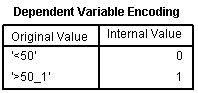 Dependent Variable Encoding
Original Value Internal Value
'<50' 0
'>50_1' 1